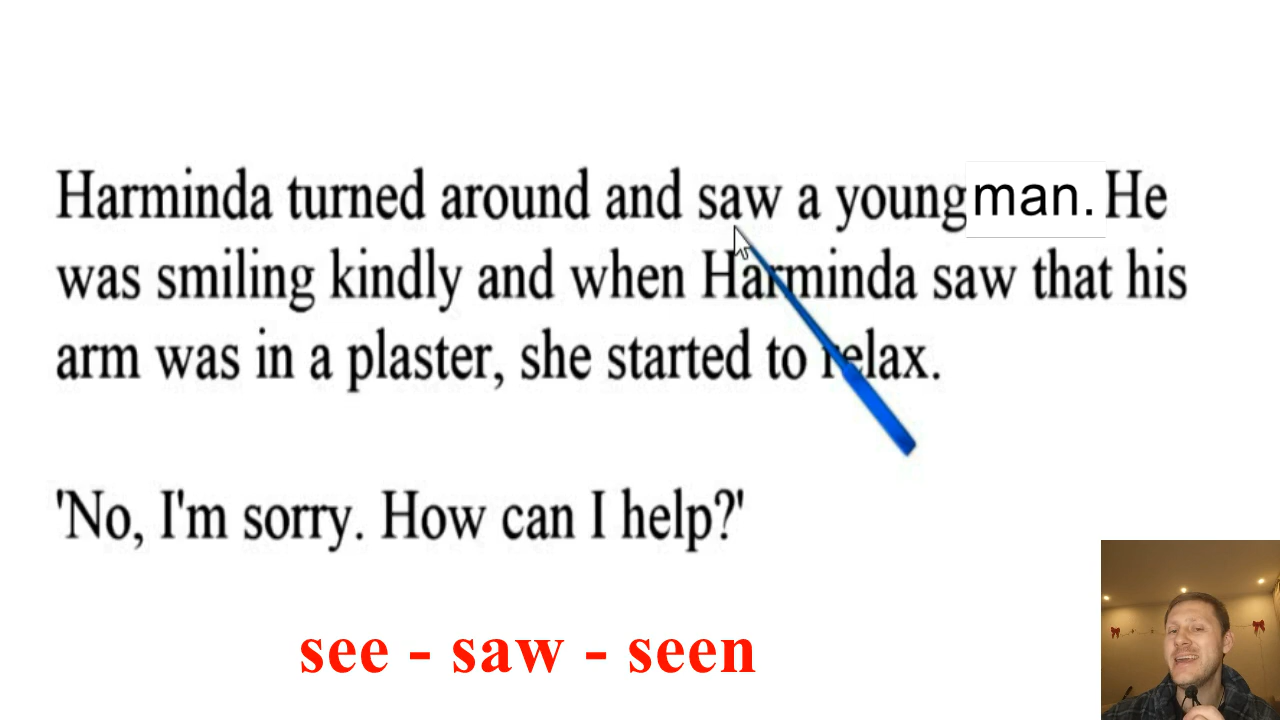 Harminda turned around and saw a young man. He
was smiling kindly and when Harminda saw that his
arm was in a plaster, she started to relax.
'No, I'm sorry. How can I help?'
see - saw - seen